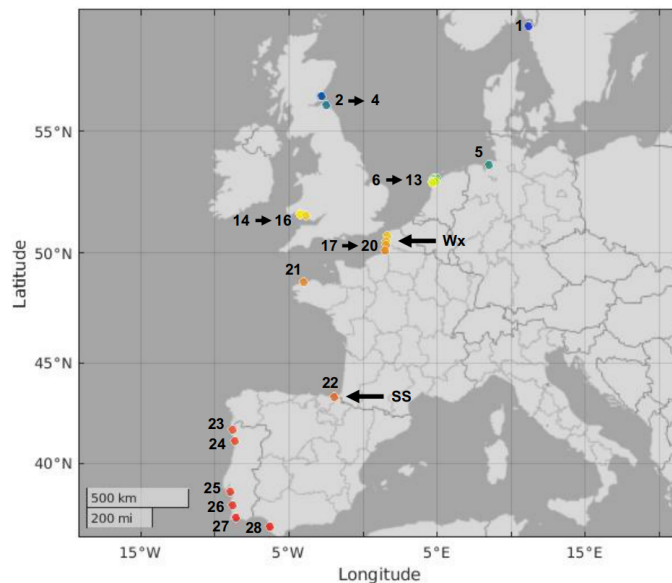 1
2 → 4
55°N
5
6 → 13
14 → 16
Wx
17 → 20
50°N
21
Latitude
45°N
22
SS
23
24
40°N
25
500 km
26
200 mi
27
28
15°W
5°W
5°E
15°E
Longitude